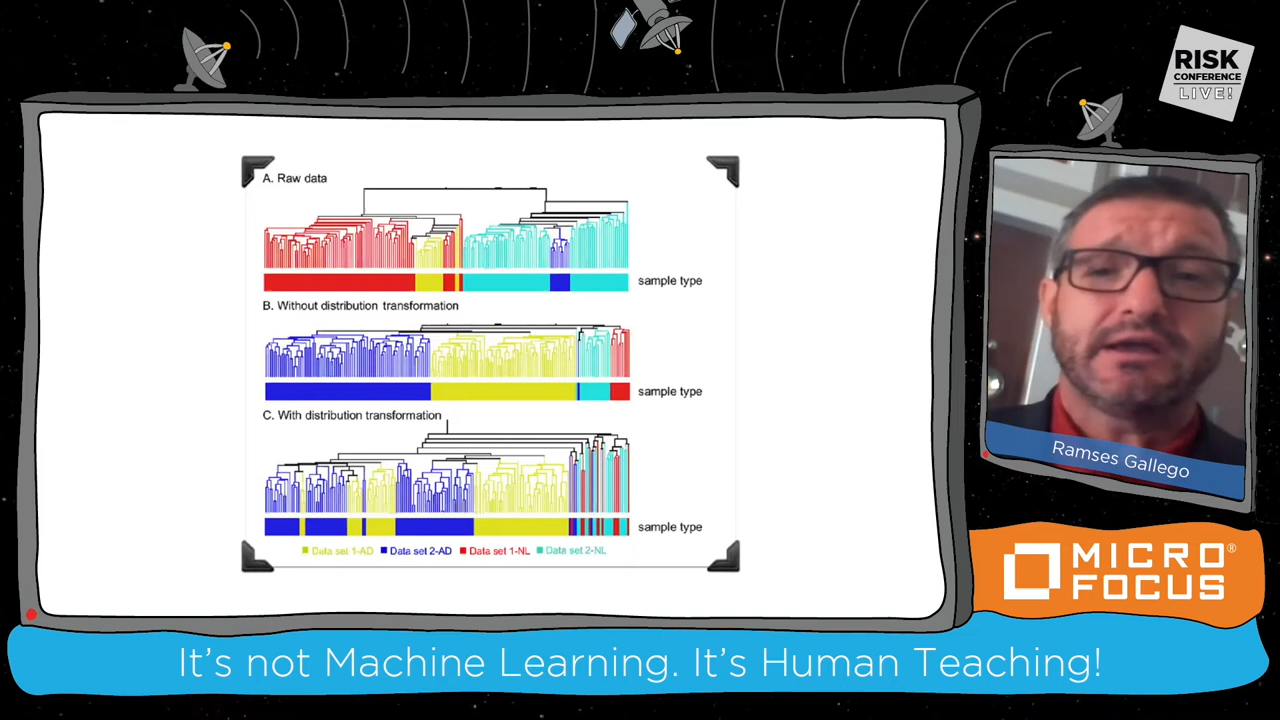 RISK
CONFERENCE
LIVE!
A. Raw data
sample type
B. Without distribution transformation
sample type
C. With distribution transformation
sample type
Data set 1-AD Data set 2-AD Data set 1-NL Data set 2-NL
Ramses Gallego
MICRO
FOCUS®
It's not Machine Learning. It's Human Teaching!